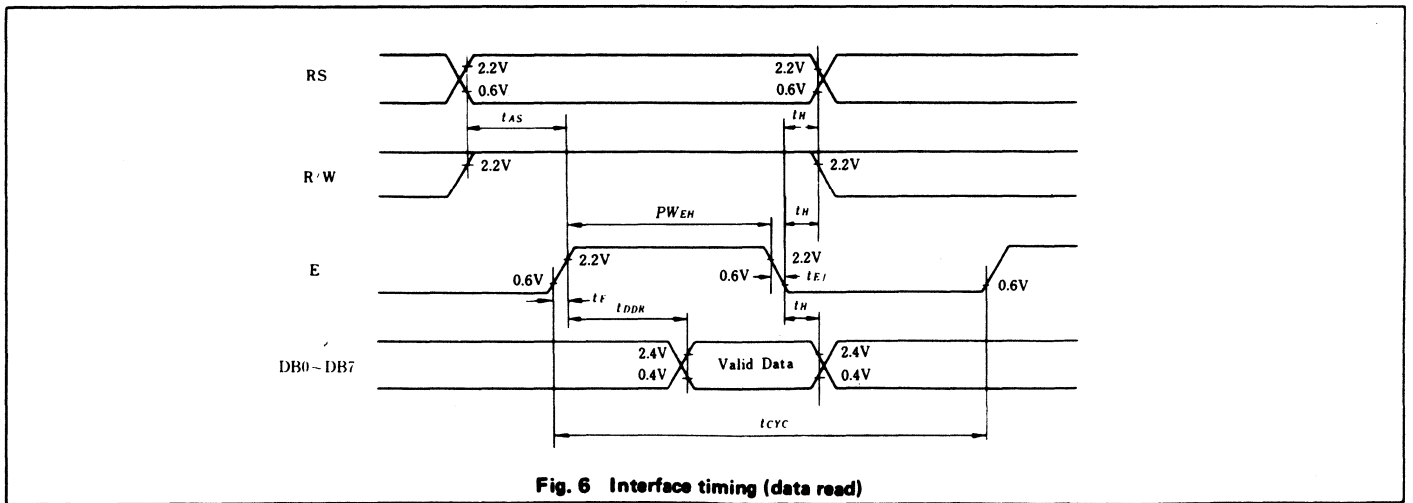 RS
2.2V
0.6V
2.2V
0.6V
tAS
tH
R/W
2.2V
2.2V
PWEH
tH
E
0.6V
2.2V
0.6V
2.2V
tEf
0.6V
tE
tDDR
tH
DB0~DB7
2.4V
0.4V
Valid Data
2.4V
0.4V
tCYC
Fig. 6 Interface timing (data read)